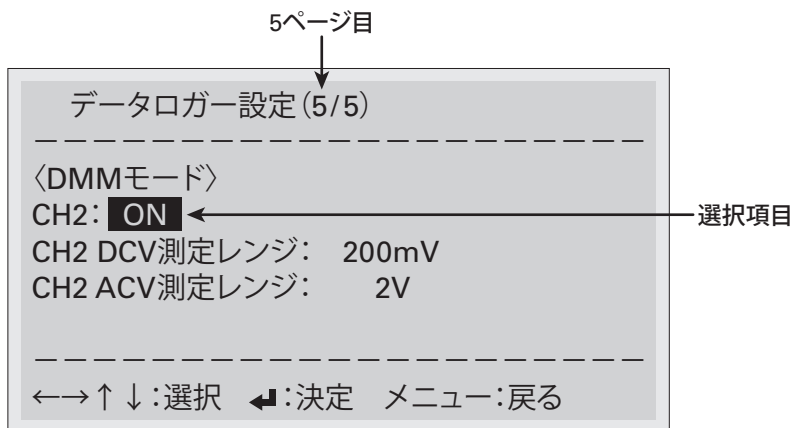 5ページ目
データロガー設定(5/5)
〈DMMモード〉
CH2: ON
選択項目
CH2 DCV測定レンジ: 200mV
CH2 ACV測定レンジ: 2V
←→↑↓:選択 ↵:決定 メニュー:戻る